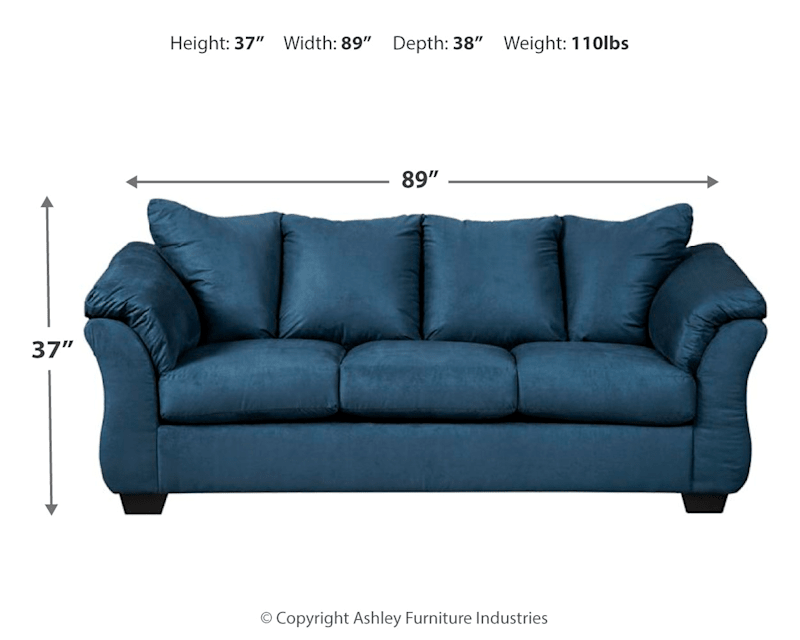 Height: 37” Width: 89” Depth: 38” Weight: 110lbs
89”
37”
© Copyright Ashley Furniture Industries